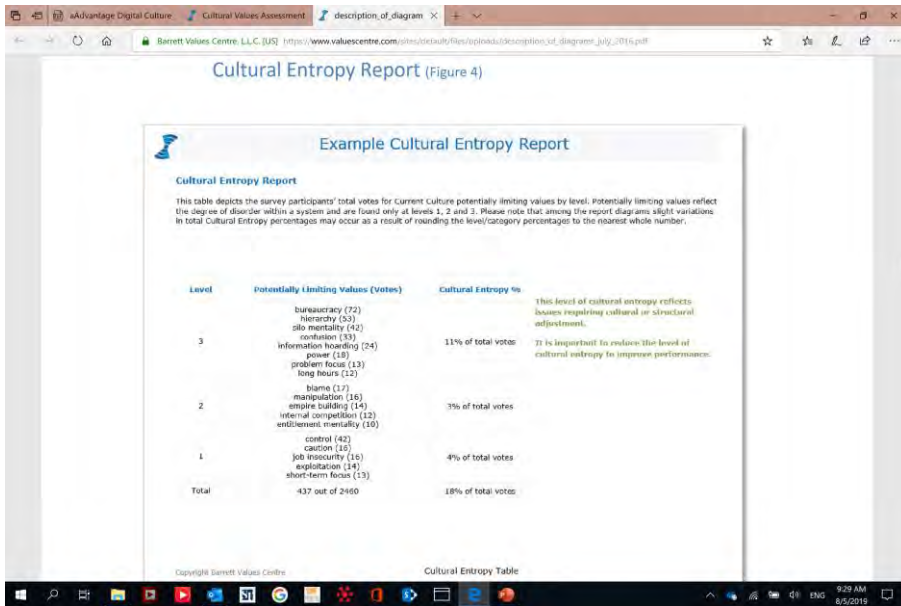 aAdvantage Digital Culture
Cultural Values Assessment
description_of_diagram
Barrett Values Centre, L.L.C. [US]
https://www.valuescentre.com/sites/default/files/uploads/description_of_diagrams_july_2016.pdf
Cultural Entropy Report (Figure 4)
Example Cultural Entropy Report
Cultural Entropy Report
This table depicts the survey participants' total votes for Current Culture potentially limiting values by level. Potentially limiting values reflect
the degree of disorder within a system and are found only at levels 1, 2 and 3. Please note that among the report diagrams slight variations
in total Cultural Entropy percentages may occur as a result of rounding the level/category percentages to the nearest whole number.
Level Potentially Limiting Values (Votes) Cultural Entropy %
3
bureaucracy (72)
hierarchy (53)
silo mentality (42)
confusion (33)
information hoarding (24)
power (18)
problem focus (13)
long hours (12)
11% of total votes
This level of cultural entropy reflects
issues requiring cultural or structural
adjustment.
It is important to reduce the level of
cultural entropy to improve performance.
2
blame (17)
manipulation (16)
empire building (14)
internal competition (12)
entitlement mentality (10)
3% of total votes
1
control (42)
caution (16)
job insecurity (16)
exploitation (14)
short-term focus (13)
4% of total votes
Total 437 out of 2460 18% of total votes
Copyright Barrett Values Centre
Cultural Entropy Table
ENG
9:29 AM
8/5/2019